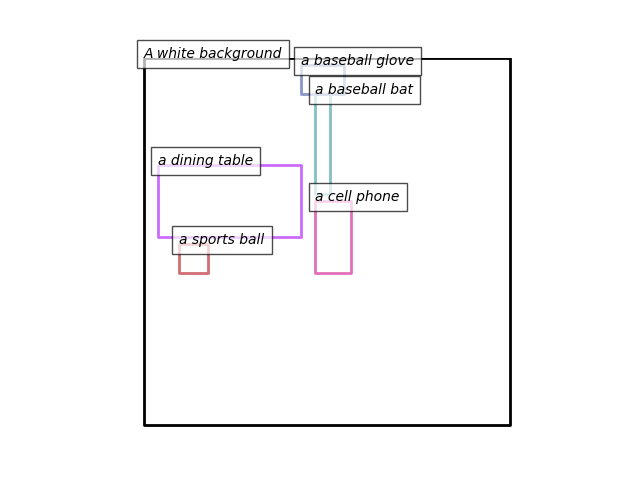 A white background
a baseball glove
a baseball bat
a dining table
a cell phone
a sports ball